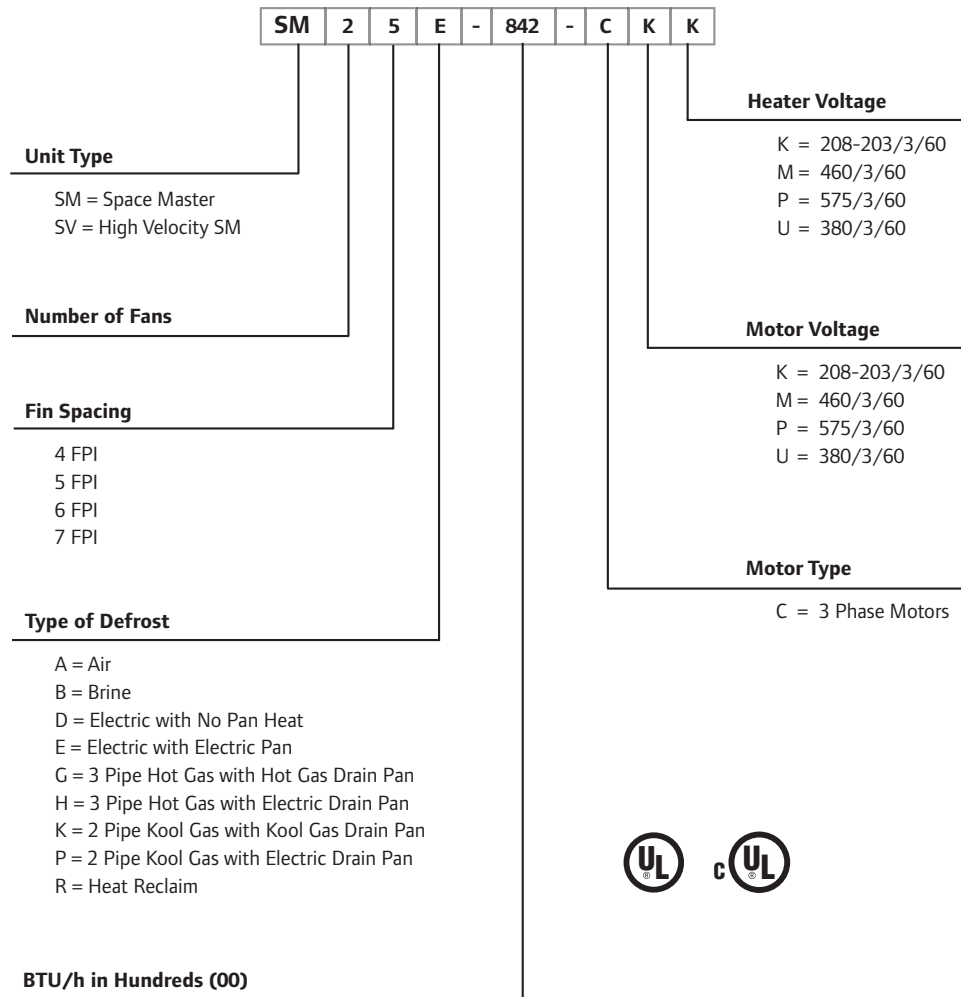 SM 2 5 E - 842 - C K K
Unit Type
SM = Space Master
SV = High Velocity SM
Number of Fans
Fin Spacing
4 FPI
5 FPI
6 FPI
7 FPI
Type of Defrost
A = Air
B = Brine
D = Electric with No Pan Heat
E = Electric with Electric Pan
G = 3 Pipe Hot Gas with Hot Gas Drain Pan
H = 3 Pipe Hot Gas with Electric Drain Pan
K = 2 Pipe Kool Gas with Kool Gas Drain Pan
P = 2 Pipe Kool Gas with Electric Drain Pan
R = Heat Reclaim
BTU/h in Hundreds (00)
Heater Voltage
K = 208-203/3/60
M = 460/3/60
P = 575/3/60
U = 380/3/60
Motor Voltage
K = 208-203/3/60
M = 460/3/60
P = 575/3/60
U = 380/3/60
Motor Type
C = 3 Phase Motors
UL ® C UL ®